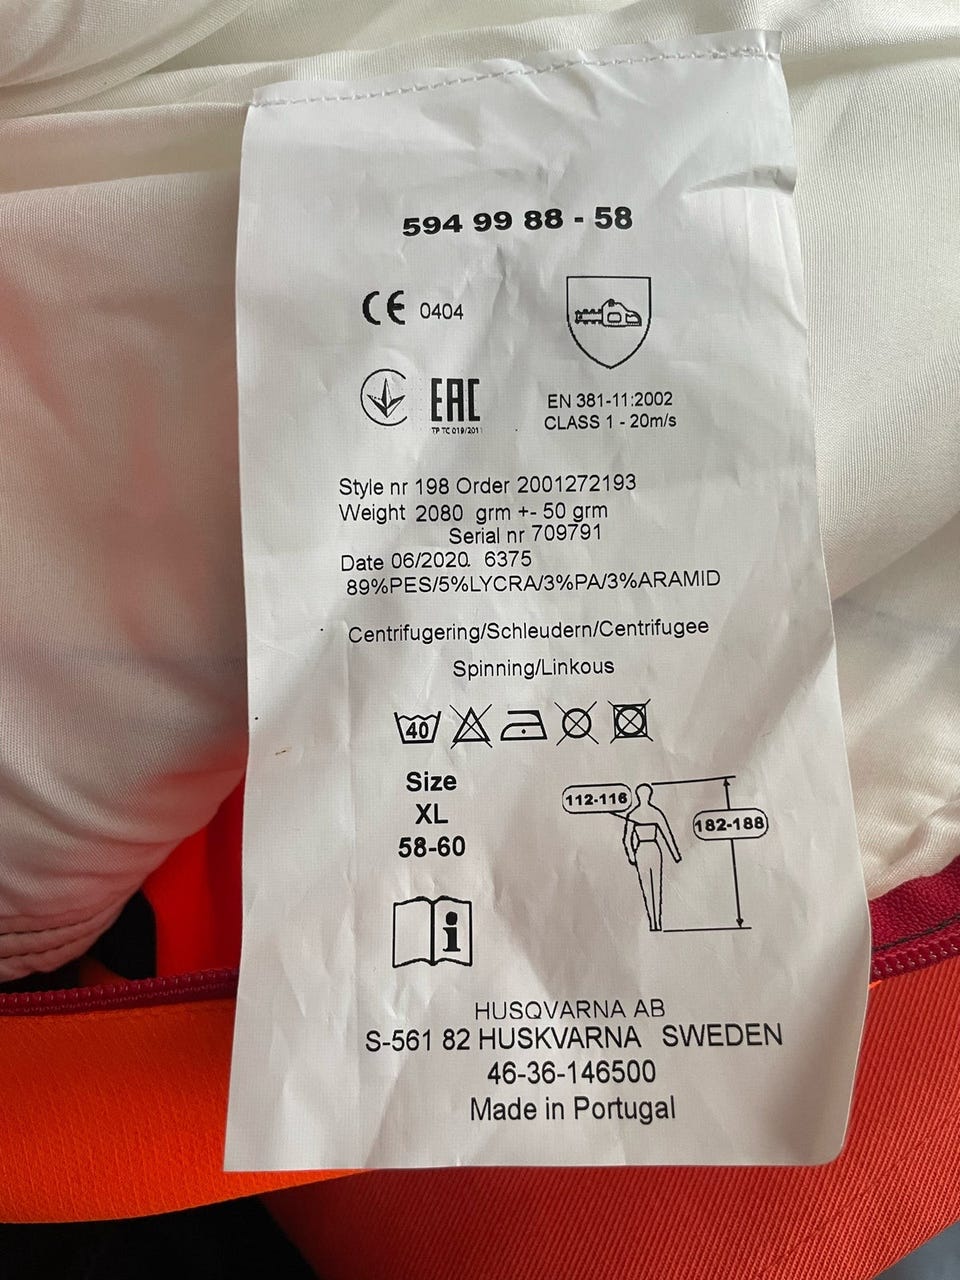 594 99 88 - 58
CE 0404
EAC
TP TC 019/2011
EN 381-11:2002
CLASS 1 - 20m/s
Style nr 198 Order 2001272193
Weight 2080 grm +- 50 grm
Serial nr 709791
Date 06/2020. 6375
89%PES/5%LYCRA/3%PA/3%ARAMID
Centrifugering/Schleudern/Centrifugee
Spinning/Linkous
40
Size
XL
58-60
112-116
182-188
i
HUSQVARNA AB
S-561 82 HUSKVARNA SWEDEN
46-36-146500
Made in Portugal